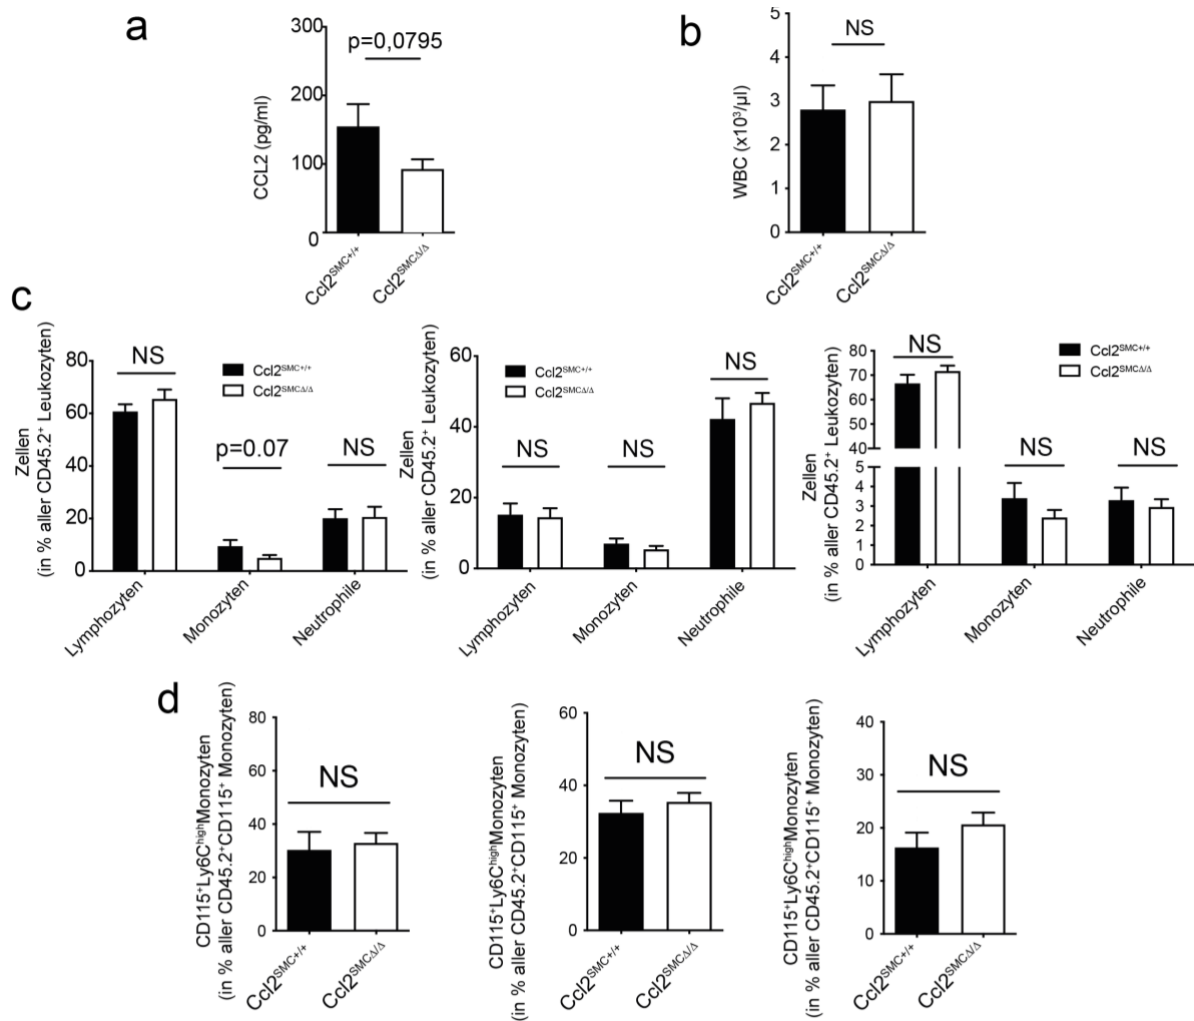 a
300
200
100
0
CCL2 (pg/ml)
p=0,0795
Ccl2SMC+/+
Ccl2SMCΔ/Δ
b
5
4
3
2
1
0
WBC (x10³/µl)
NS
Ccl2SMC+/+
Ccl2SMCΔ/Δ
c
Zellen
(in % aller CD45.2⁺ Leukozyten)
80
60
40
20
0
NS
p=0.07
NS
Ccl2SMC+/+
Ccl2SMCΔ/Δ
Lymphozyten
Monozyten
Neutrophile
Zellen
(in % aller CD45.2⁺ Leukozyten)
60
40
20
0
Ccl2SMC+/+
Ccl2SMCΔ/Δ
NS
NS
NS
Lymphozyten
Monozyten
Neutrophile
Zellen
(in % aller CD45.2⁺ Leukozyten)
80
70
60
50
40
5
4
3
2
1
0
NS
NS
NS
Ccl2SMC+/+
Ccl2SMCΔ/Δ
Lymphozyten
Monozyten
Neutrophile
d
CD115⁺Ly6CʰⁱᵍʰMonozyten
(in % aller CD45.2⁺CD115⁺ Monozyten)
80
60
40
20
0
NS
Ccl2SMC+/+
Ccl2SMCΔ/Δ
CD115⁺Ly6CʰⁱᵍʰMonozyten
(in % aller CD45.2⁺CD115⁺ Monozyten)
60
40
20
0
NS
Ccl2SMC+/+
Ccl2SMCΔ/Δ
CD115⁺Ly6CʰⁱᵍʰMonozyten
(in % aller CD45.2⁺CD115⁺ Monozyten)
40
30
20
10
0
NS
Ccl2SMC+/+
Ccl2SMCΔ/Δ